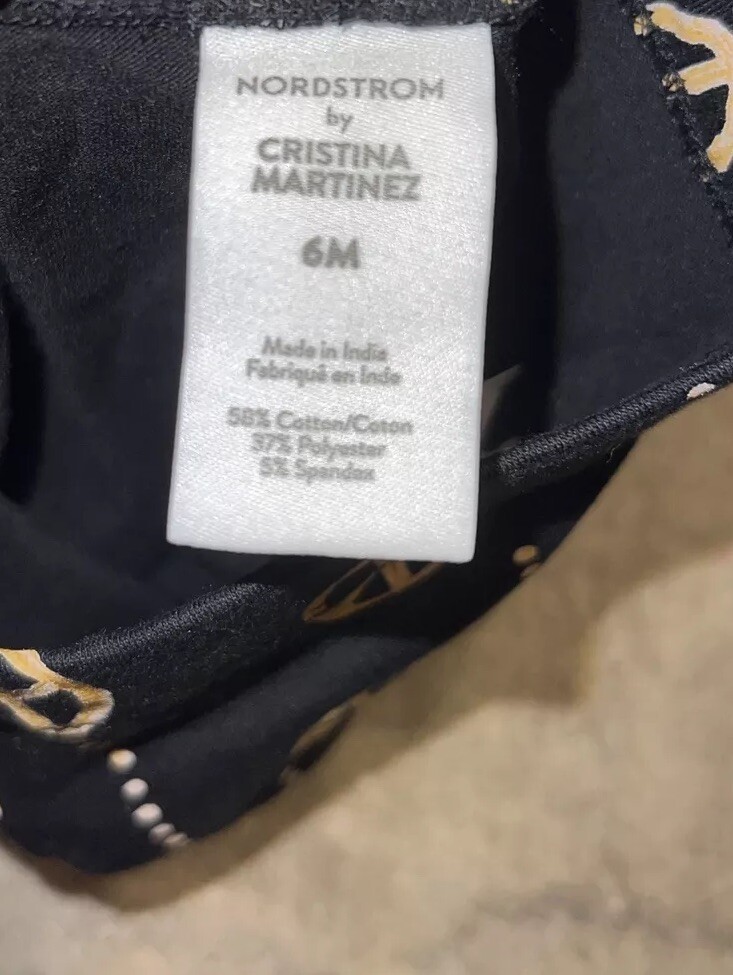 NORDSTROM
by
CRISTINA
MARTINEZ
6M
Made in India
Fabriqué en Inde
58% Cotton/Coton
37% Polyester
5% Spandex